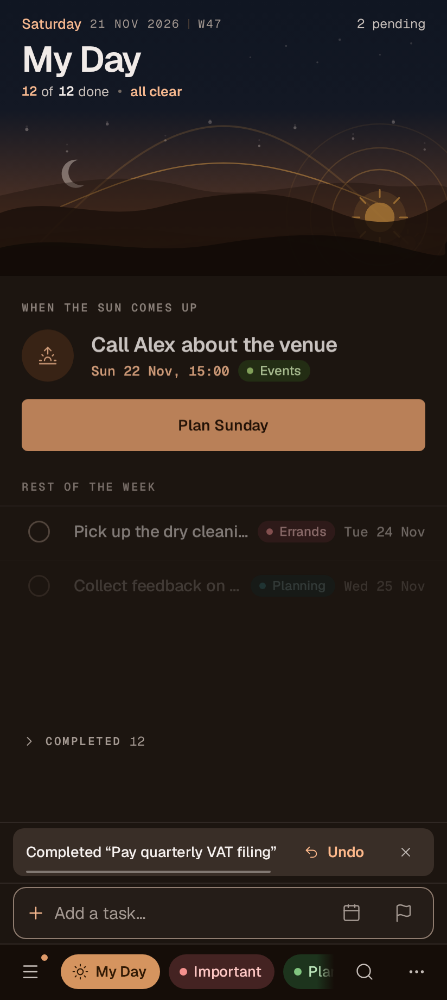 Saturday 21 NOV 2026 | W47
2 pending
My Day
12 of 12 done • all clear
WHEN THE SUN COMES UP
Call Alex about the venue
Sun 22 Nov, 15:00 Events
Plan Sunday
REST OF THE WEEK
Pick up the dry cleani… Errands Tue 24 Nov
Collect feedback on … Planning Wed 25 Nov
COMPLETED 12
Completed “Pay quarterly VAT filing” Undo
Add a task…
My Day Important Pla